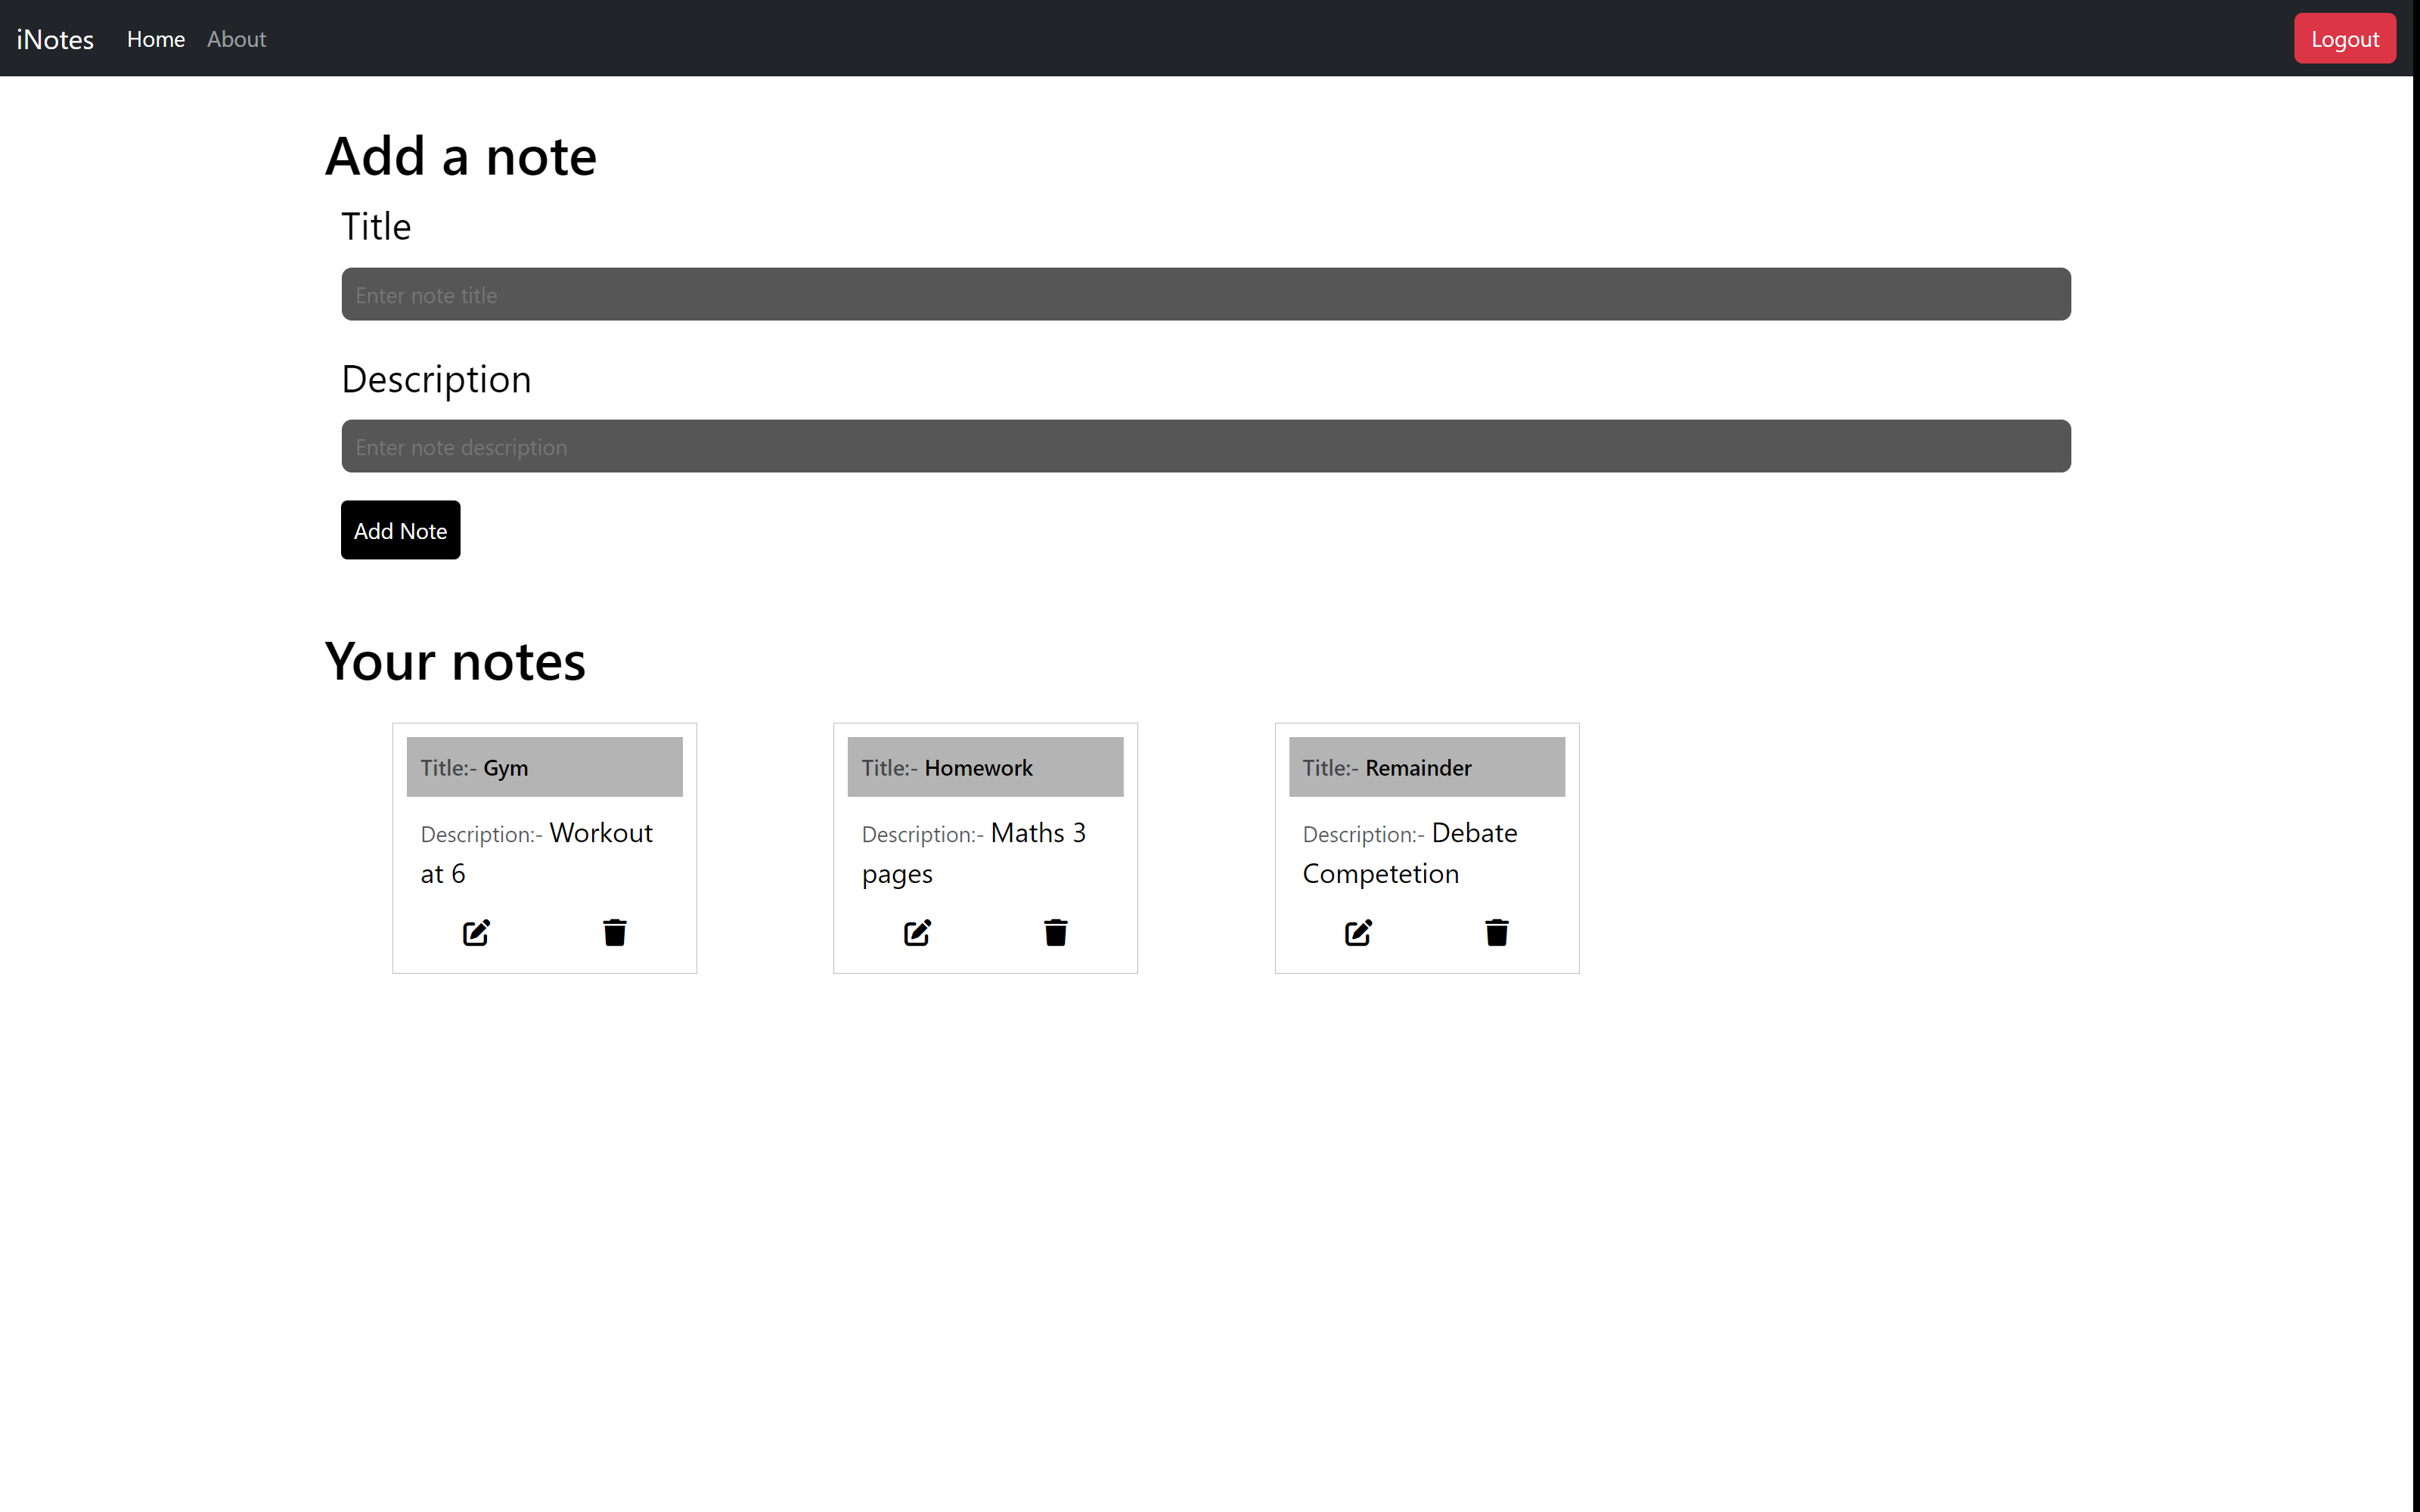 iNotes Home About Logout
Add a note
Title
Enter note title
Description
Enter note description
Add Note
Your notes
Title:- Gym
Description:- Workout
at 6
Title:- Homework
Description:- Maths 3
pages
Title:- Remainder
Description:- Debate
Competetion